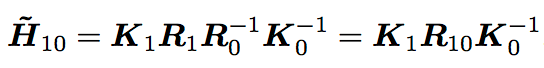 H̃₁₀ = K₁R₁R₀⁻¹K₀⁻¹ = K₁R₁₀K₀⁻¹